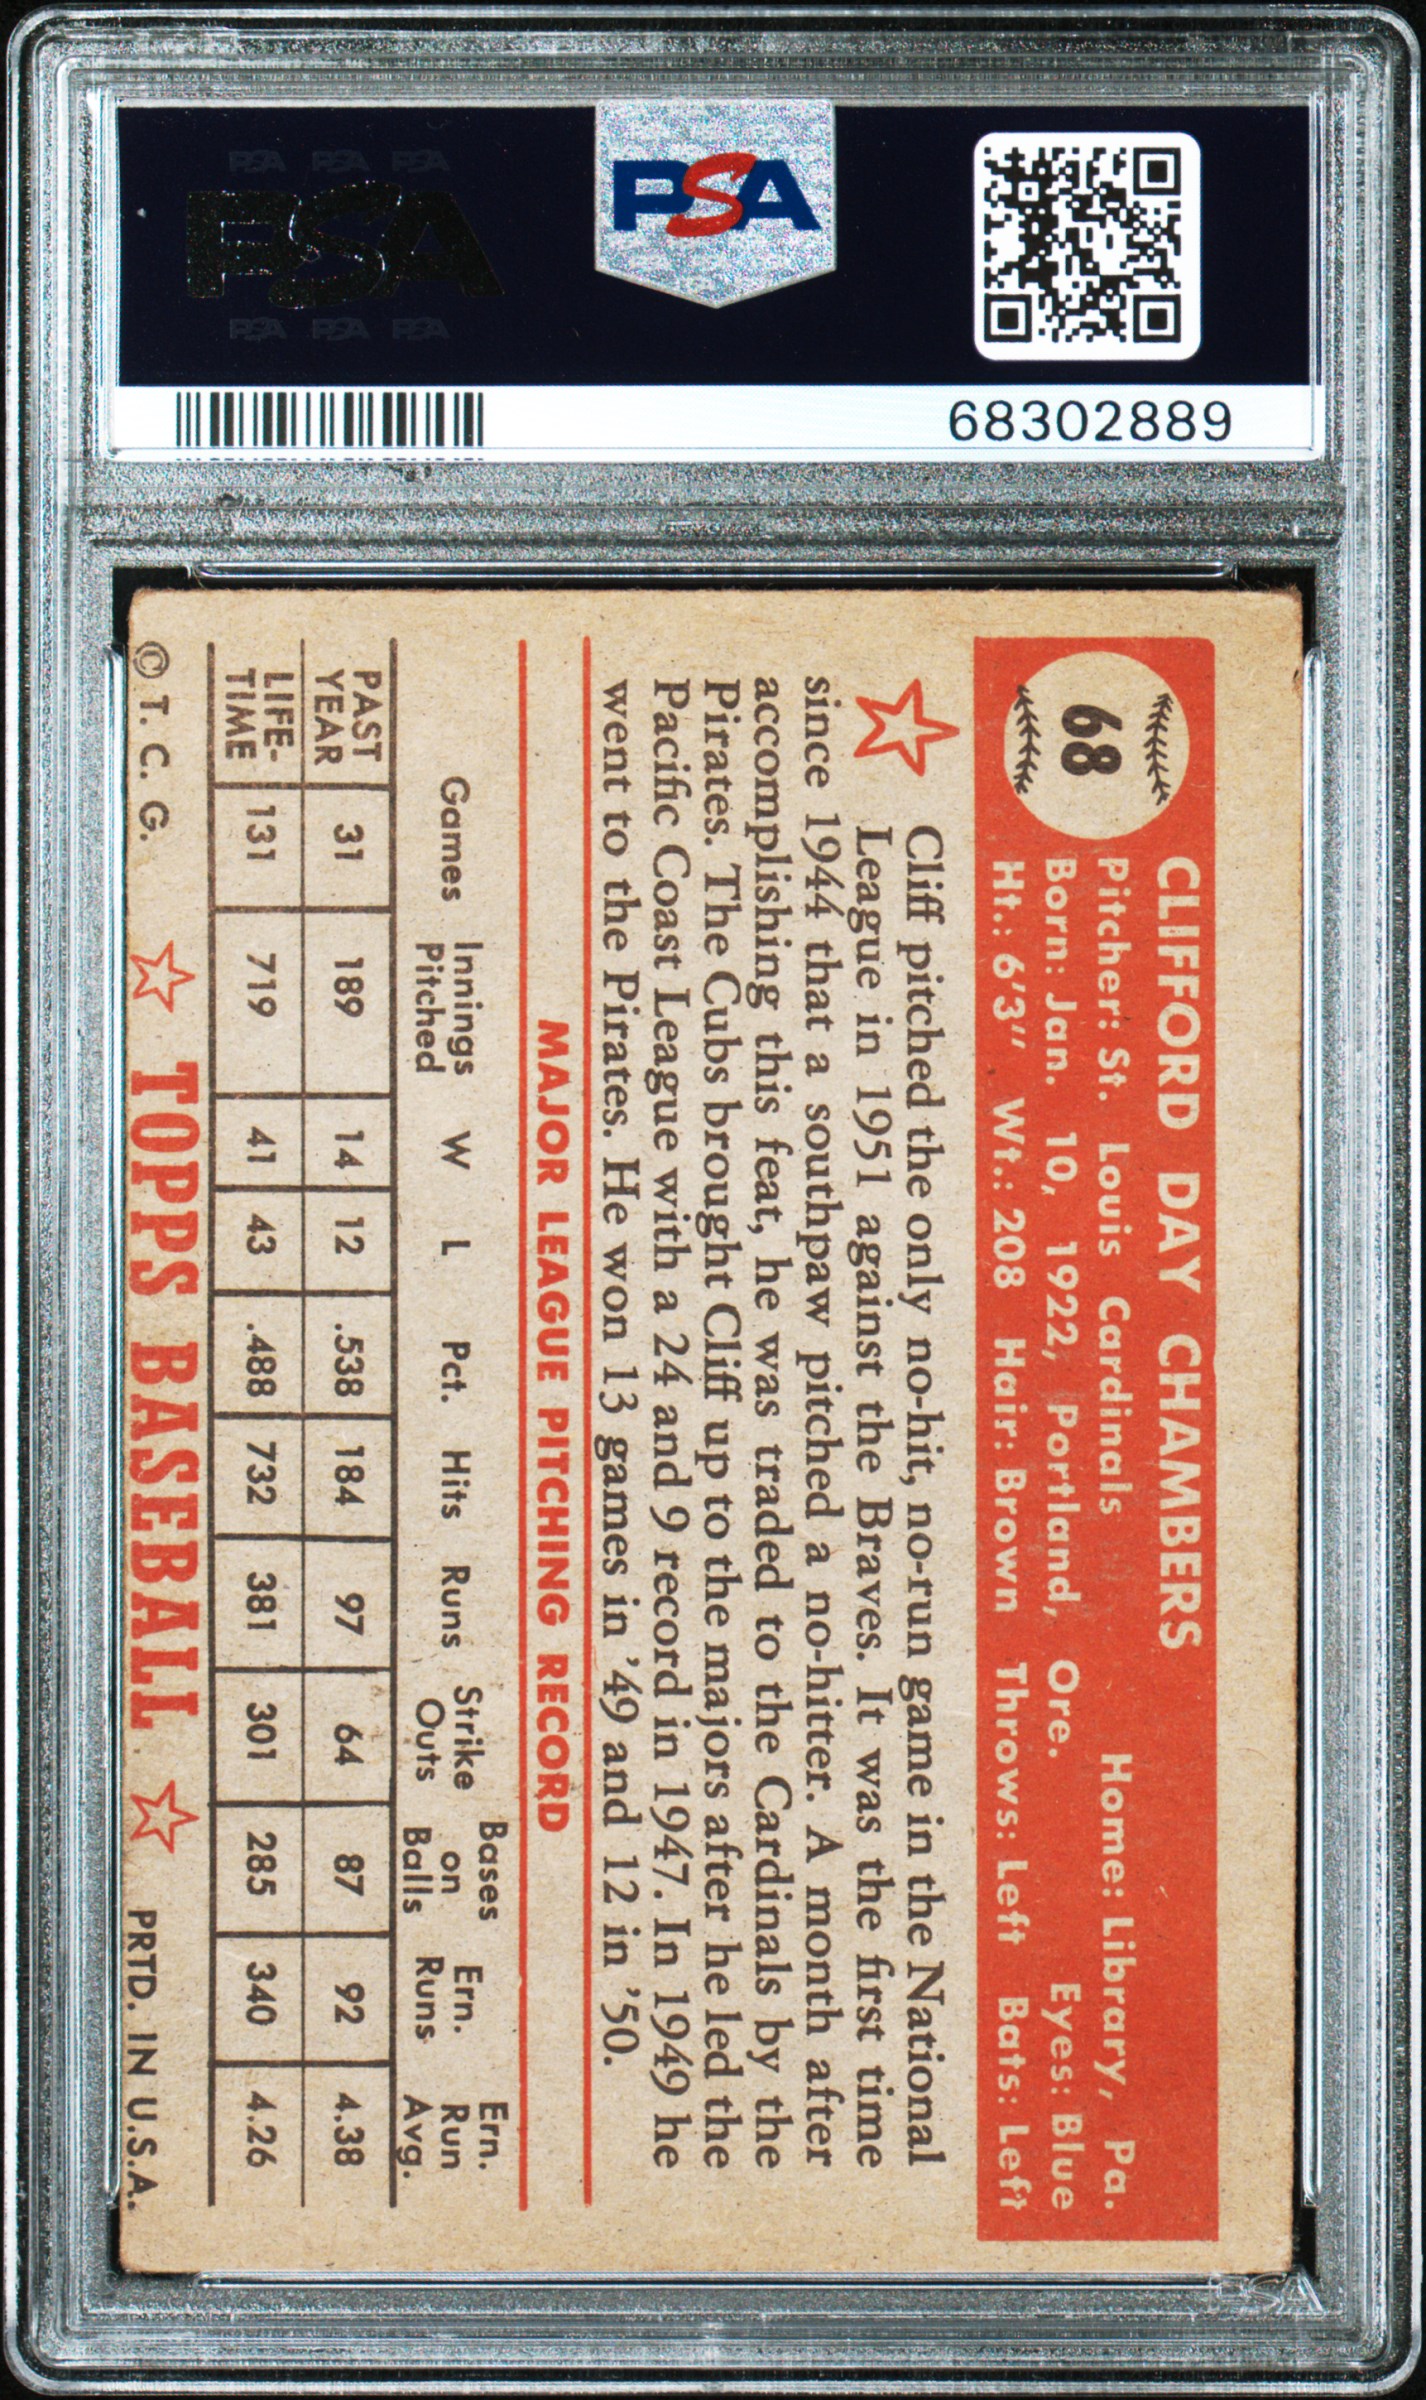 PSA PSA PSA
PSA
PSA PSA PSA
PSA
68302889
68
CLIFFORD DAY CHAMBERS
Pitcher: St. Louis Cardinals Home: Library, Pa.
Born: Jan. 10, 1922, Portland, Ore. Eyes: Blue
Ht.: 6'3" Wt.: 208 Hair: Brown Throws: Left Bats: Left
Cliff pitched the only no-hit, no-run game in the National
League in 1951 against the Braves. It was the first time
since 1944 that a southpaw pitched a no-hitter. A month after
accomplishing this feat, he was traded to the Cardinals by the
Pirates. The Cubs brought Cliff up to the majors after he led the
Pacific Coast League with a 24 and 9 record in 1947. In 1949 he
went to the Pirates. He won 13 games in '49 and 12 in '50.
MAJOR LEAGUE PITCHING RECORD
Games Innings Pitched W L Pct. Hits Runs Strike Outs Bases on Balls Ern. Runs Ern. Run Avg.
PAST YEAR 31 189 14 12 .538 184 97 64 87 92 4.38
LIFE-TIME 131 719 41 43 .488 732 381 301 285 340 4.26
© T. C. G. TOPPS BASEBALL PRTD. IN U.S.A.
PSA